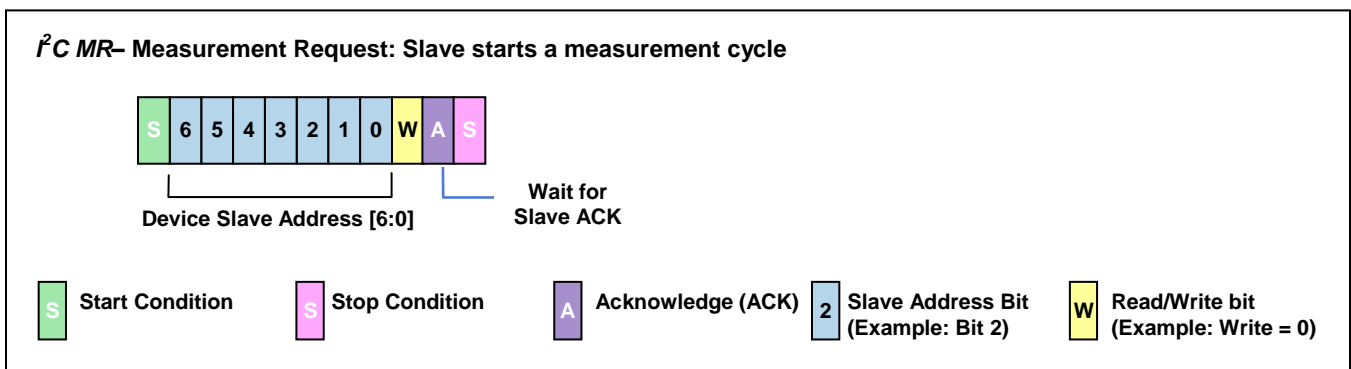 I²C MR– Measurement Request: Slave starts a measurement cycle
S 6 5 4 3 2 1 0 W A S
Wait for
Slave ACK
Device Slave Address [6:0]
S Start Condition
S Stop Condition
A Acknowledge (ACK)
2 Slave Address Bit
(Example: Bit 2)
W Read/Write bit
(Example: Write = 0)